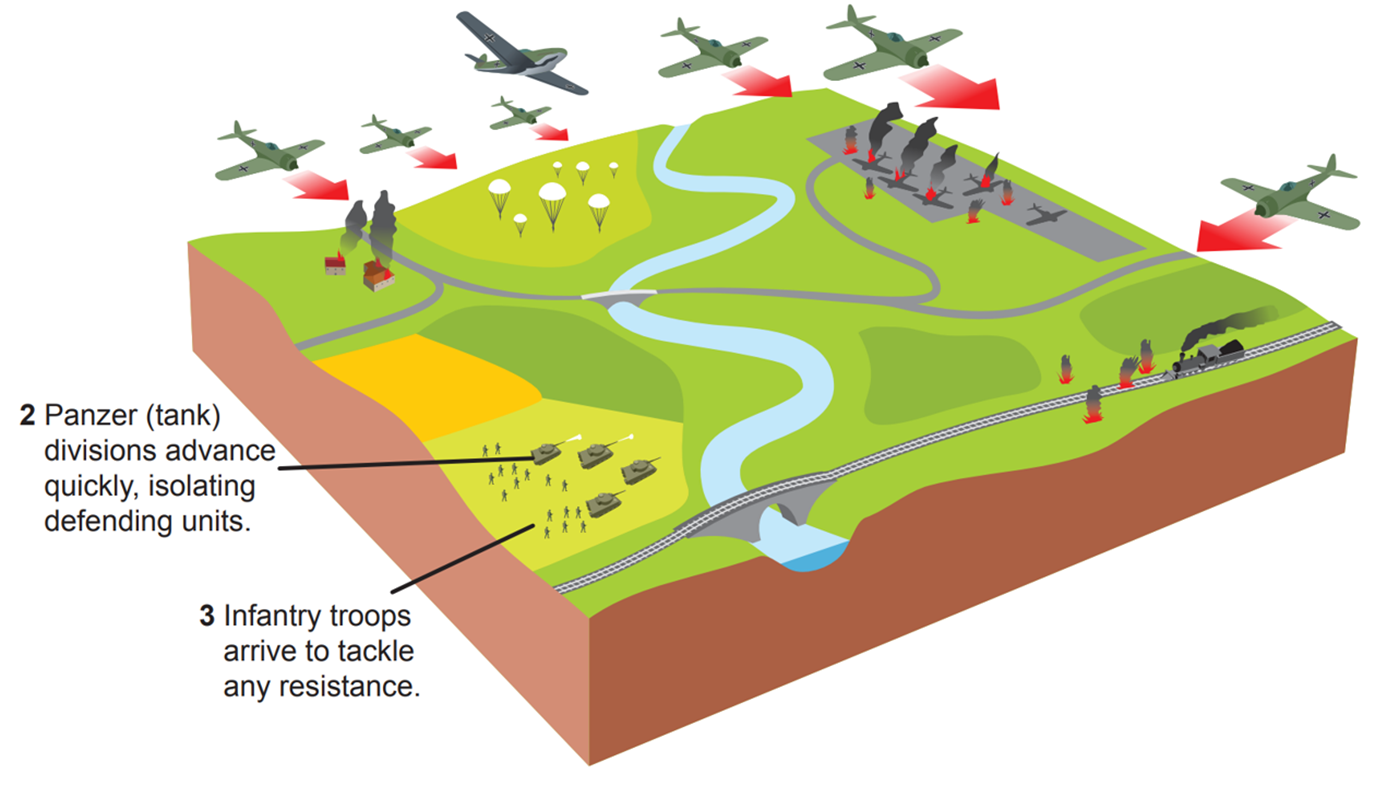 2 Panzer (tank)
divisions advance
quickly, isolating
defending units.
3 Infantry troops
arrive to tackle
any resistance.